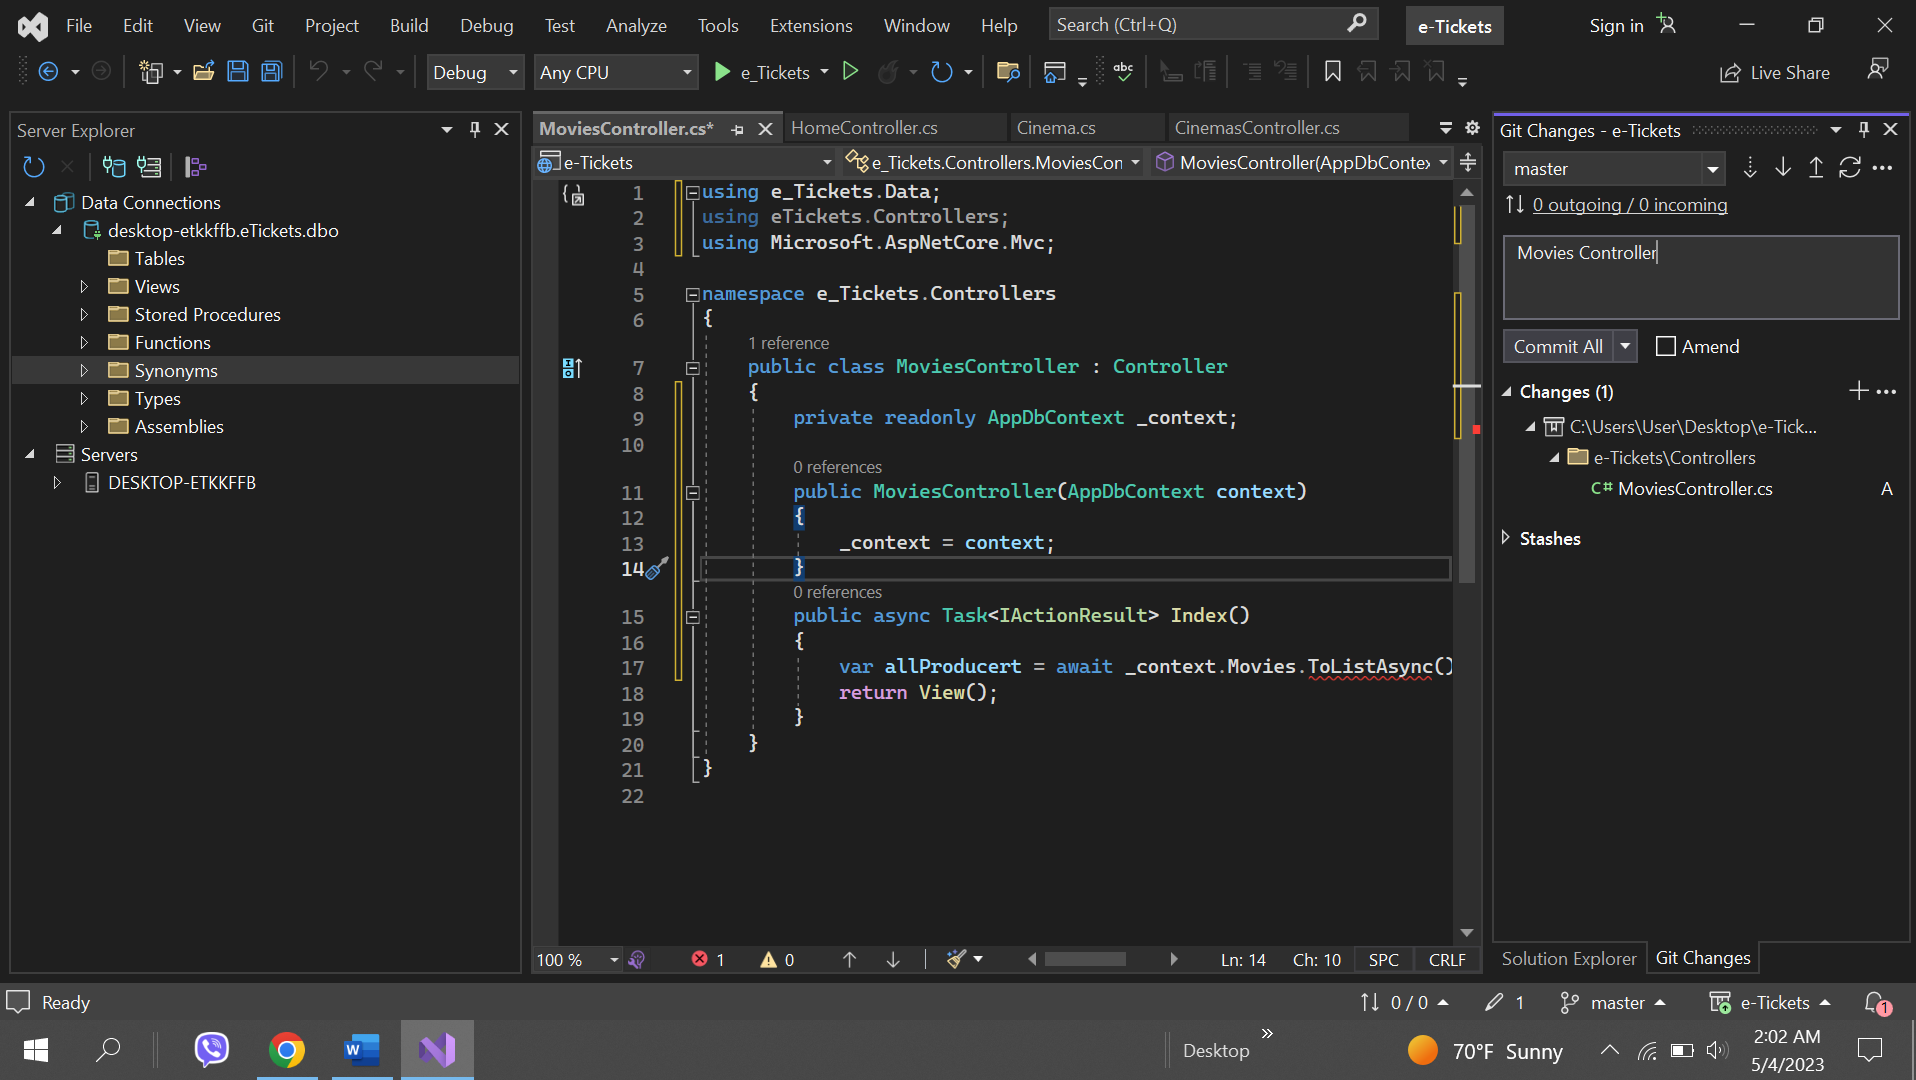 File Edit View Git Project Build Debug Test Analyze Tools Extensions Window Help Search (Ctrl+Q) e-Tickets Sign in
Debug Any CPU e_Tickets abc Live Share
Server Explorer
Data Connections
desktop-etkkffb.eTickets.dbo
Tables
Views
Stored Procedures
Functions
Synonyms
Types
Assemblies
Servers
DESKTOP-ETKKFFB
MoviesController.cs* HomeController.cs Cinema.cs CinemasController.cs
e-Tickets e_Tickets.Controllers.MoviesCon MoviesController(AppDbContex
1 using e_Tickets.Data;
2 using eTickets.Controllers;
3 using Microsoft.AspNetCore.Mvc;
4
5 namespace e_Tickets.Controllers
6 {
1 reference
7 public class MoviesController : Controller
8 {
9 private readonly AppDbContext _context;
10
0 references
11 public MoviesController(AppDbContext context)
12 {
13 _context = context;
14 }
0 references
15 public async Task<IActionResult> Index()
16 {
17 var allProducert = await _context.Movies.ToListAsync()
18 return View();
19 }
20 }
21 }
22
100 % 1 0 Ln: 14 Ch: 10 SPC CRLF
Git Changes - e-Tickets
master
0 outgoing / 0 incoming
Movies Controller
Commit All Amend
Changes (1)
C:\Users\User\Desktop\e-Tick...
e-Tickets\Controllers
C# MoviesController.cs A
Stashes
Solution Explorer Git Changes
Ready 0 / 0 1 master e-Tickets 1
Desktop 70°F Sunny 2:02 AM
5/4/2023